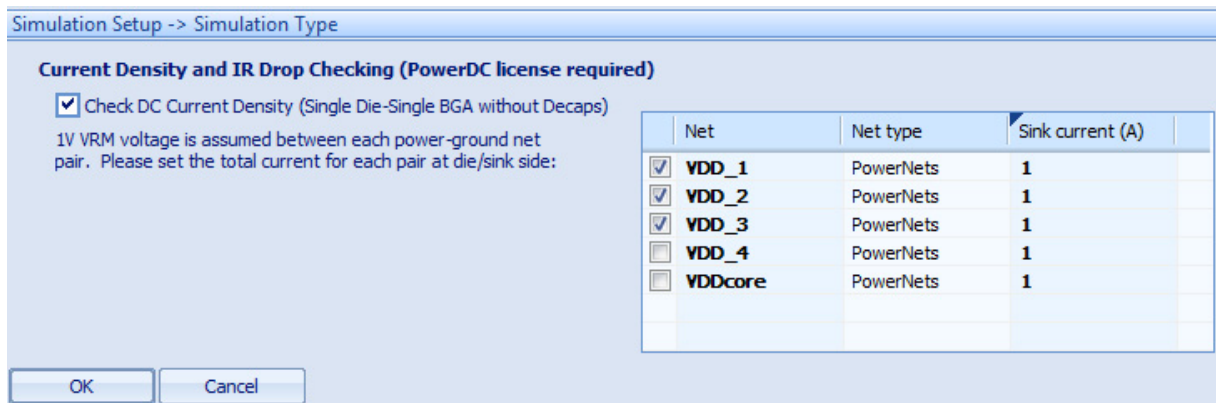 Simulation Setup -> Simulation Type
Current Density and IR Drop Checking (PowerDC license required)
Check DC Current Density (Single Die-Single BGA without Decaps)
1V VRM voltage is assumed between each power-ground net
pair. Please set the total current for each pair at die/sink side:
Net Net type Sink current (A)
VDD_1 PowerNets 1
VDD_2 PowerNets 1
VDD_3 PowerNets 1
VDD_4 PowerNets 1
VDDcore PowerNets 1
OK Cancel